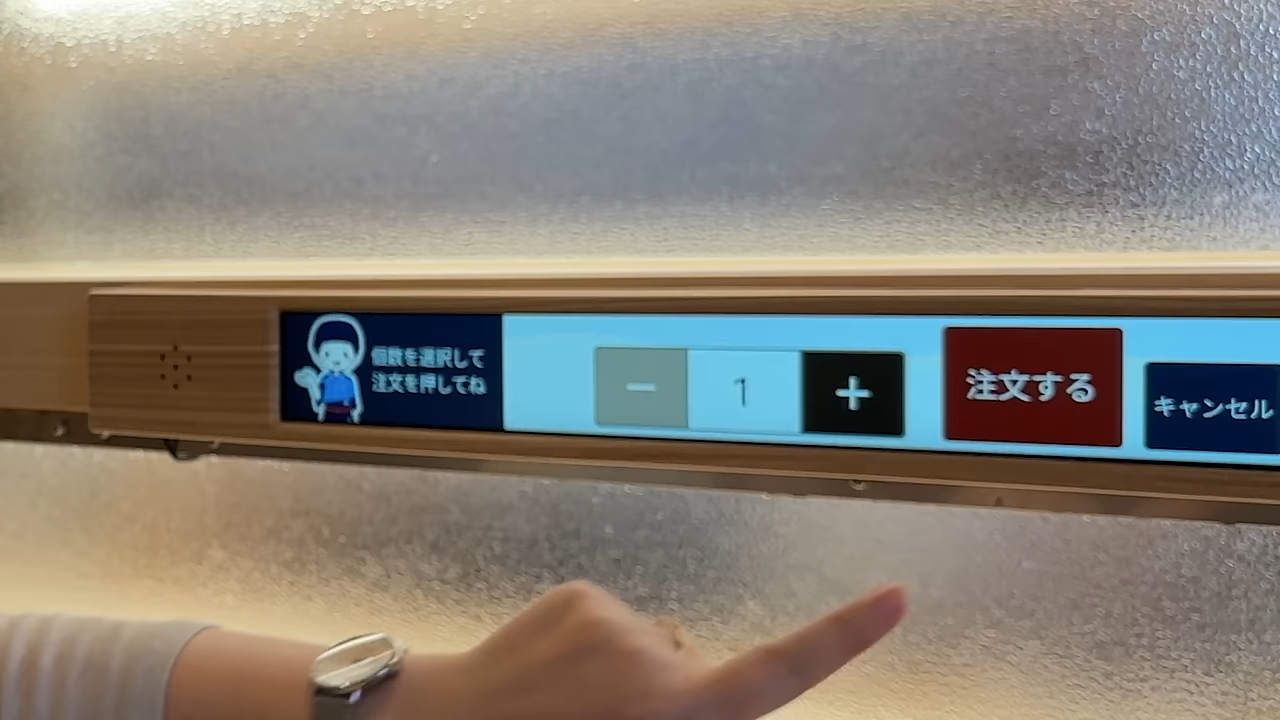 個数を選択して
注文を押してね
−
1
+
注文する
キャンセル